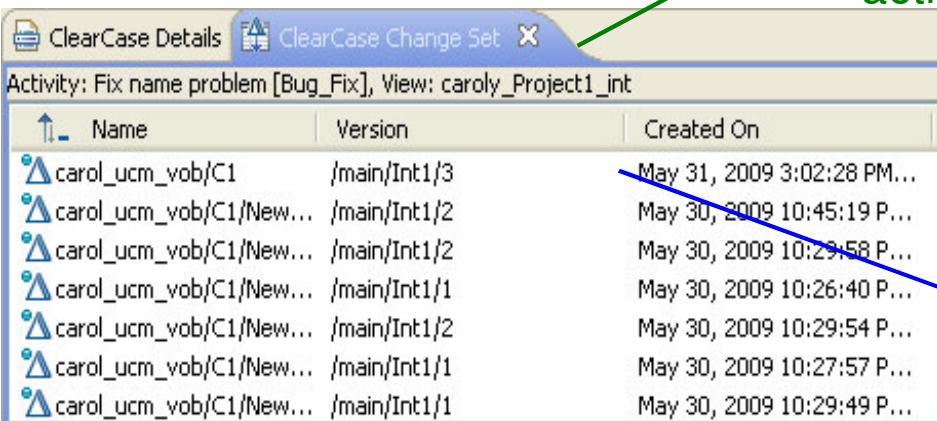 ClearCase Details ClearCase Change Set
Activity: Fix name problem [Bug_Fix], View: caroly_Project1_int
Name Version Created On
carol_ucm_vob/C1 /main/Int1/3 May 31, 2009 3:02:28 PM...
carol_ucm_vob/C1/New... /main/Int1/2 May 30, 2009 10:45:19 P...
carol_ucm_vob/C1/New... /main/Int1/2 May 30, 2009 10:29:58 P...
carol_ucm_vob/C1/New... /main/Int1/1 May 30, 2009 10:26:40 P...
carol_ucm_vob/C1/New... /main/Int1/2 May 30, 2009 10:29:54 P...
carol_ucm_vob/C1/New... /main/Int1/1 May 30, 2009 10:27:57 P...
carol_ucm_vob/C1/New... /main/Int1/1 May 30, 2009 10:29:49 P...